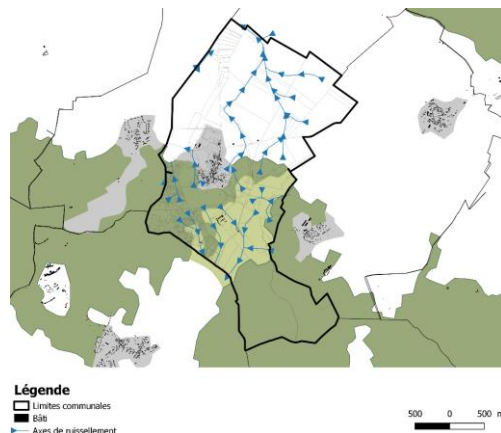 Légende
Limites communales
Bâti
Axes de ruissellement
500 0 500 m